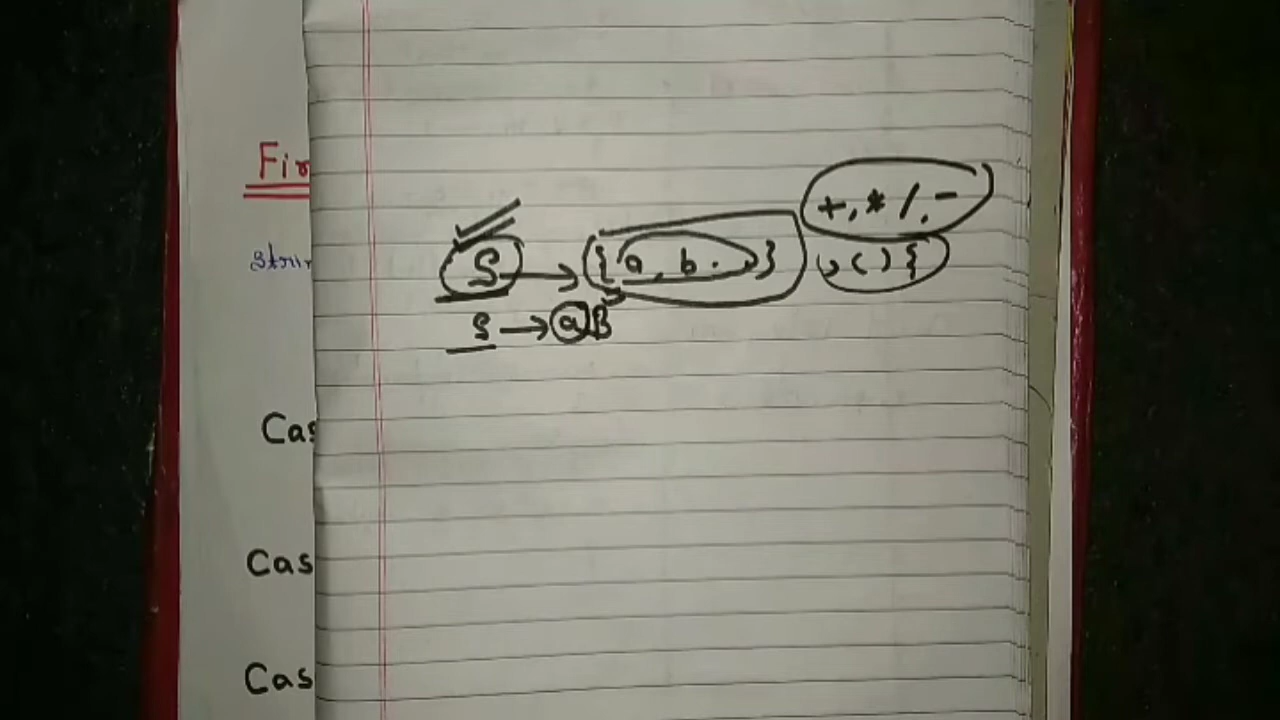 Fir
+, * /, -
strin
S → { a, b . . } , ( ) {
S → aB
Cas
Cas
Cas